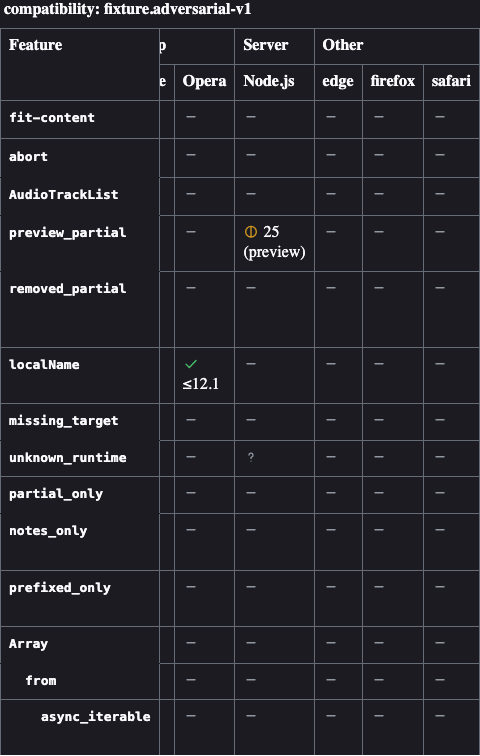 compatibility: fixture.adversarial-v1
Feature p Server Other
e Opera Node.js edge firefox safari
fit-content — — — — —
abort — — — — —
AudioTrackList — — — — —
preview_partial — 25 — — —
(preview)
removed_partial — — — — —
localName ✓ — — — —
≤12.1
missing_target — — — — —
unknown_runtime — ? — — —
partial_only — — — — —
notes_only — — — — —
prefixed_only — — — — —
Array — — — — —
from — — — — —
async_iterable — — — — —